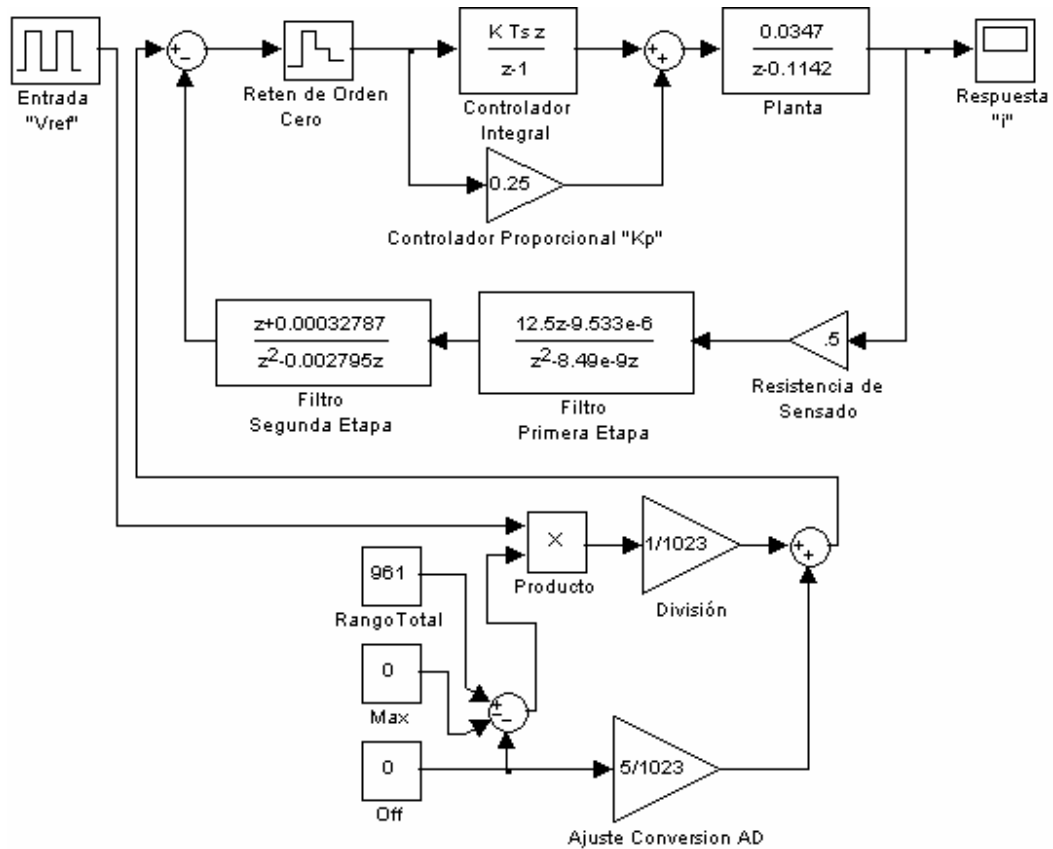 Entrada
"Vref"
+
−
Reten de Orden
Cero
K Ts z
z-1
Controlador
Integral
+
+
0.0347
z-0.1142
Planta
Respuesta
"i"
0.25
Controlador Proporcional "Kp"
z+0.00032787
z2-0.002795z
Filtro
Segunda Etapa
12.5z-9.533e-6
z2-8.49e-9z
Filtro
Primera Etapa
.5
Resistencia de
Sensado
×
Producto
1/1023
División
+
+
961
RangoTotal
0
Max
+
−
−
0
Off
5/1023
Ajuste Conversion AD